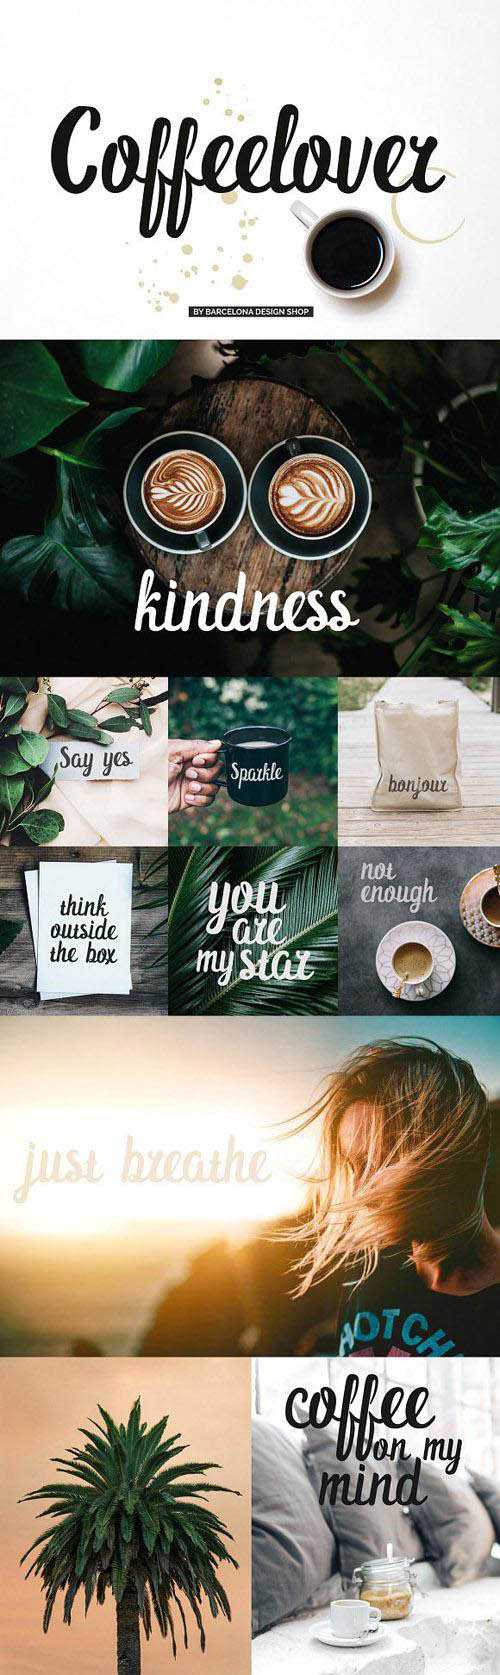 Coffeelover
BY BARCELONA DESIGN SHOP
kindness
Say yes
Sparkle
bonjour
think
outside
the box
you
are
my star
not
enough
just breathe
HOTCH
coffee
on my
mind